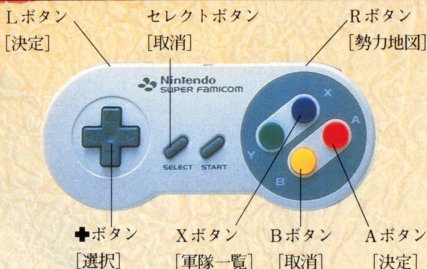 Lボタン
[決定]
セレクトボタン
[取消]
Rボタン
[勢力地図]
Nintendo
SUPER FAMICOM
X
A
Y
B
SELECT
START
✚ボタン
[選択]
Xボタン
[軍隊一覧]
Bボタン
[取消]
Aボタン
[決定]